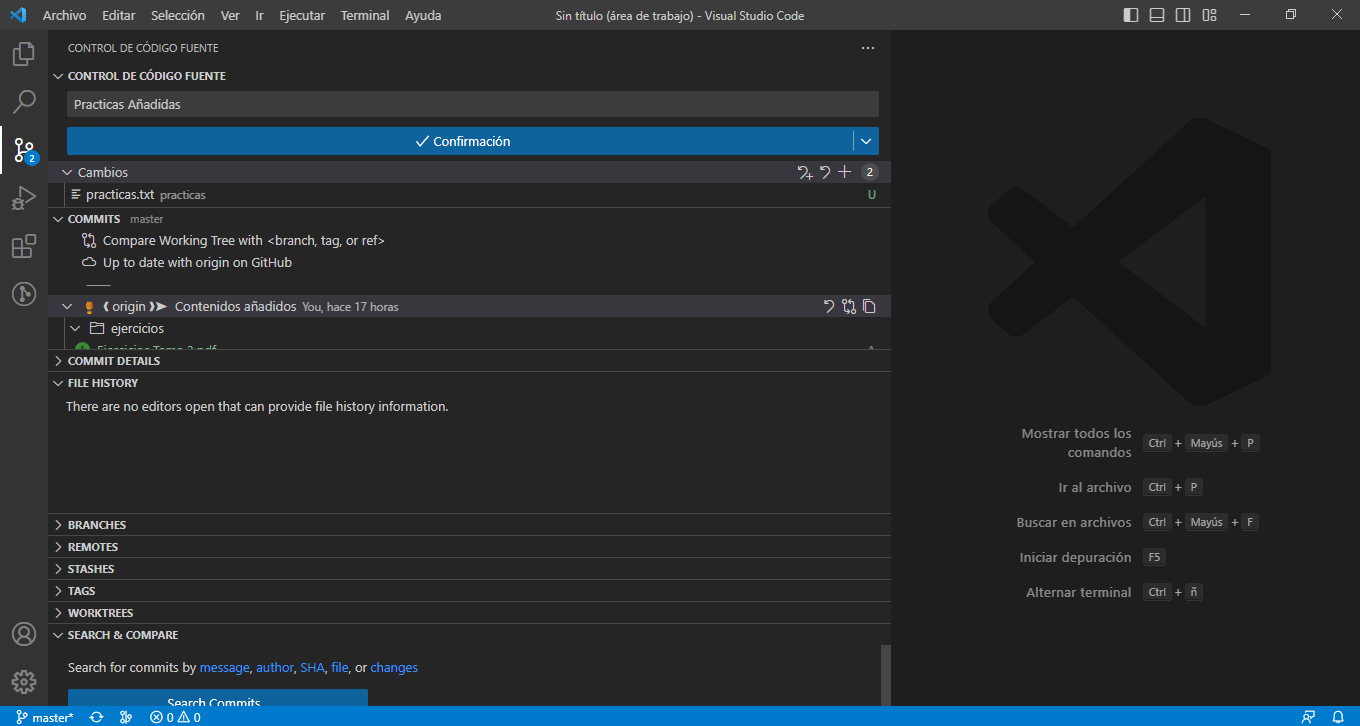 Archivo Editar Selección Ver Ir Ejecutar Terminal Ayuda Sin título (área de trabajo) - Visual Studio Code
CONTROL DE CÓDIGO FUENTE ...
CONTROL DE CÓDIGO FUENTE
Practicas Añadidas
Confirmación
Cambios 2
2
practicas.txt practicas U
COMMITS master
Compare Working Tree with <branch, tag, or ref>
Up to date with origin on GitHub
origin Contenidos añadidos You, hace 17 horas
ejercicios
Ejercicios Tema 2.pdf
COMMIT DETAILS
FILE HISTORY
There are no editors open that can provide file history information.
Mostrar todos los comandos Ctrl + Mayús + P
Ir al archivo Ctrl + P
Buscar en archivos Ctrl + Mayús + F
Iniciar depuración F5
Alternar terminal Ctrl + ñ
BRANCHES
REMOTES
STASHES
TAGS
WORKTREES
SEARCH & COMPARE
Search for commits by message, author, SHA, file, or changes
Search Commits
master* 0 0